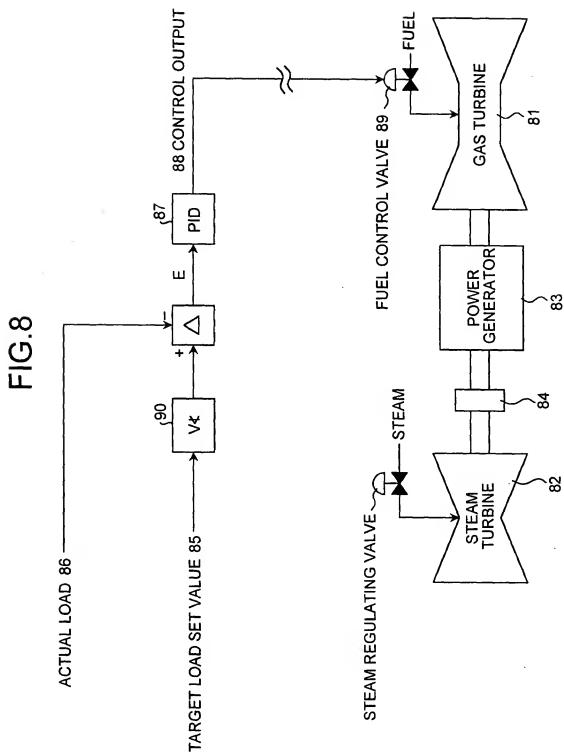 FIG.8
ACTUAL LOAD 86
TARGET LOAD SET VALUE 85
90
V≮
+
−
Δ
E
87
PID
88 CONTROL OUTPUT
STEAM REGULATING VALVE
STEAM
FUEL CONTROL VALVE 89
FUEL
STEAM
TURBINE
82
84
POWER
GENERATOR
83
GAS TURBINE
81